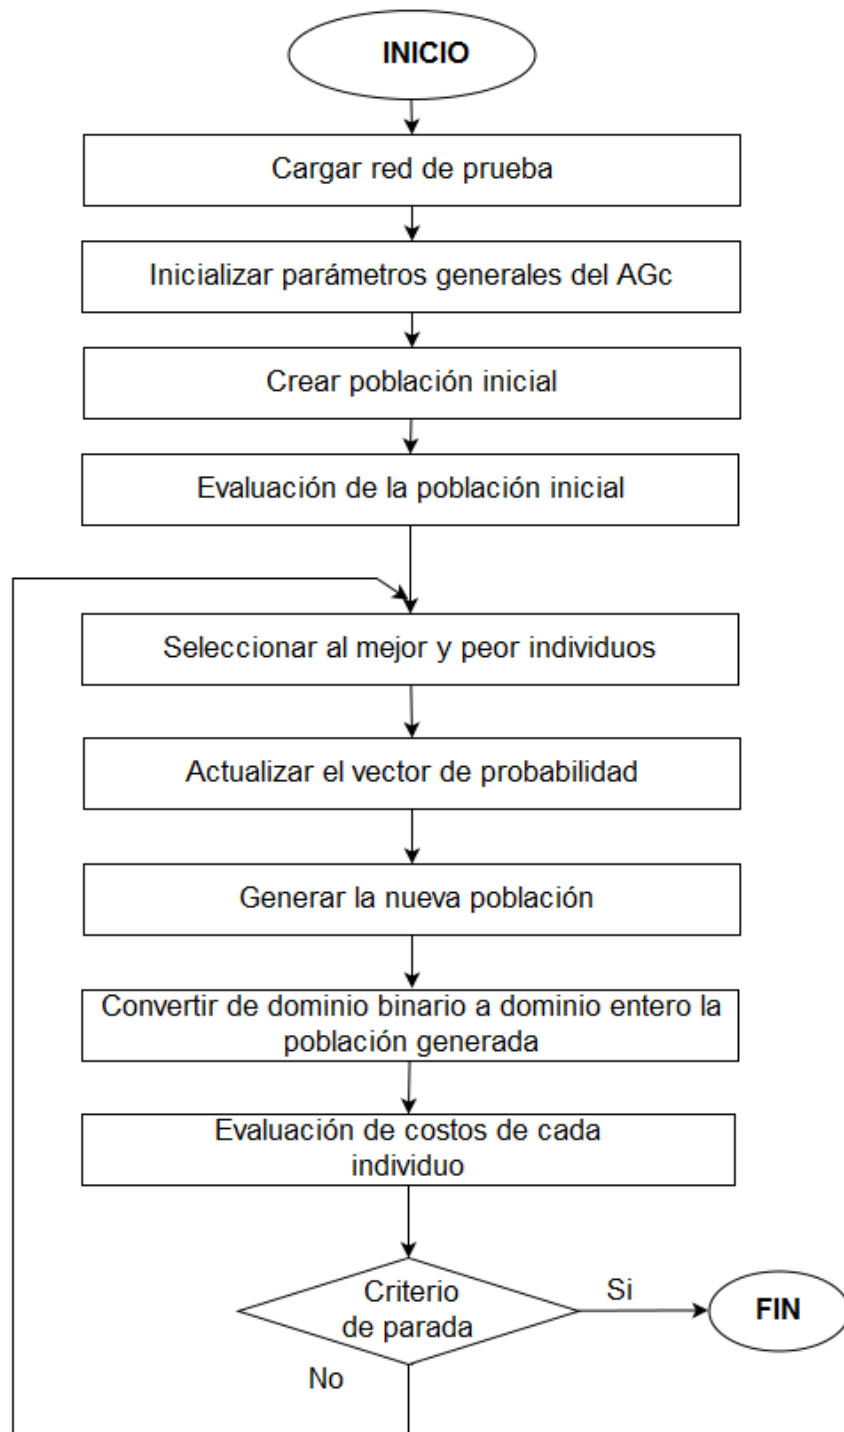 INICIO
Cargar red de prueba
Inicializar parámetros generales del AGc
Crear población inicial
Evaluación de la población inicial
Seleccionar al mejor y peor individuos
Actualizar el vector de probabilidad
Generar la nueva población
Convertir de dominio binario a dominio entero la
población generada
Evaluación de costos de cada
individuo
Criterio
de parada
Si
FIN
No